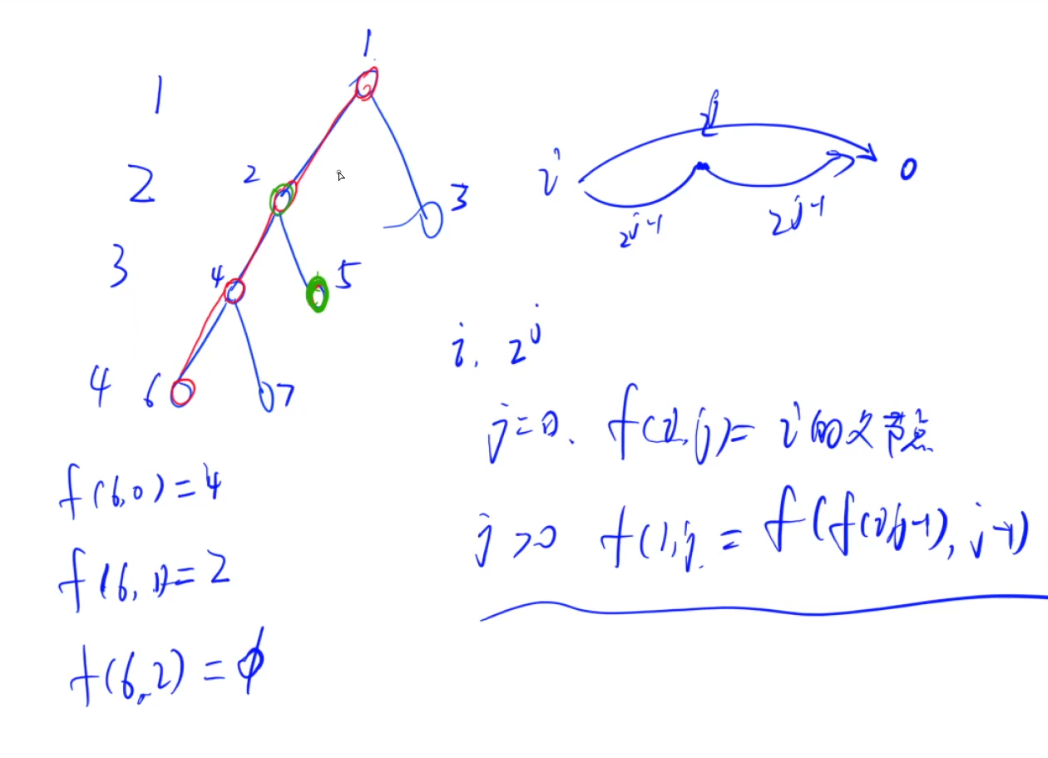 1
1
2
2
3
3
4
5
4
6
7
2^j
i
0
2^{j-1}
2^{j-1}
i, 2^j
j=0, f(i,j)= i的父节点
j>0 f(i,j = f(f(i,j-1), j-1)
f(6,0)=4
f(6,1)=2
f(6,2)=∅